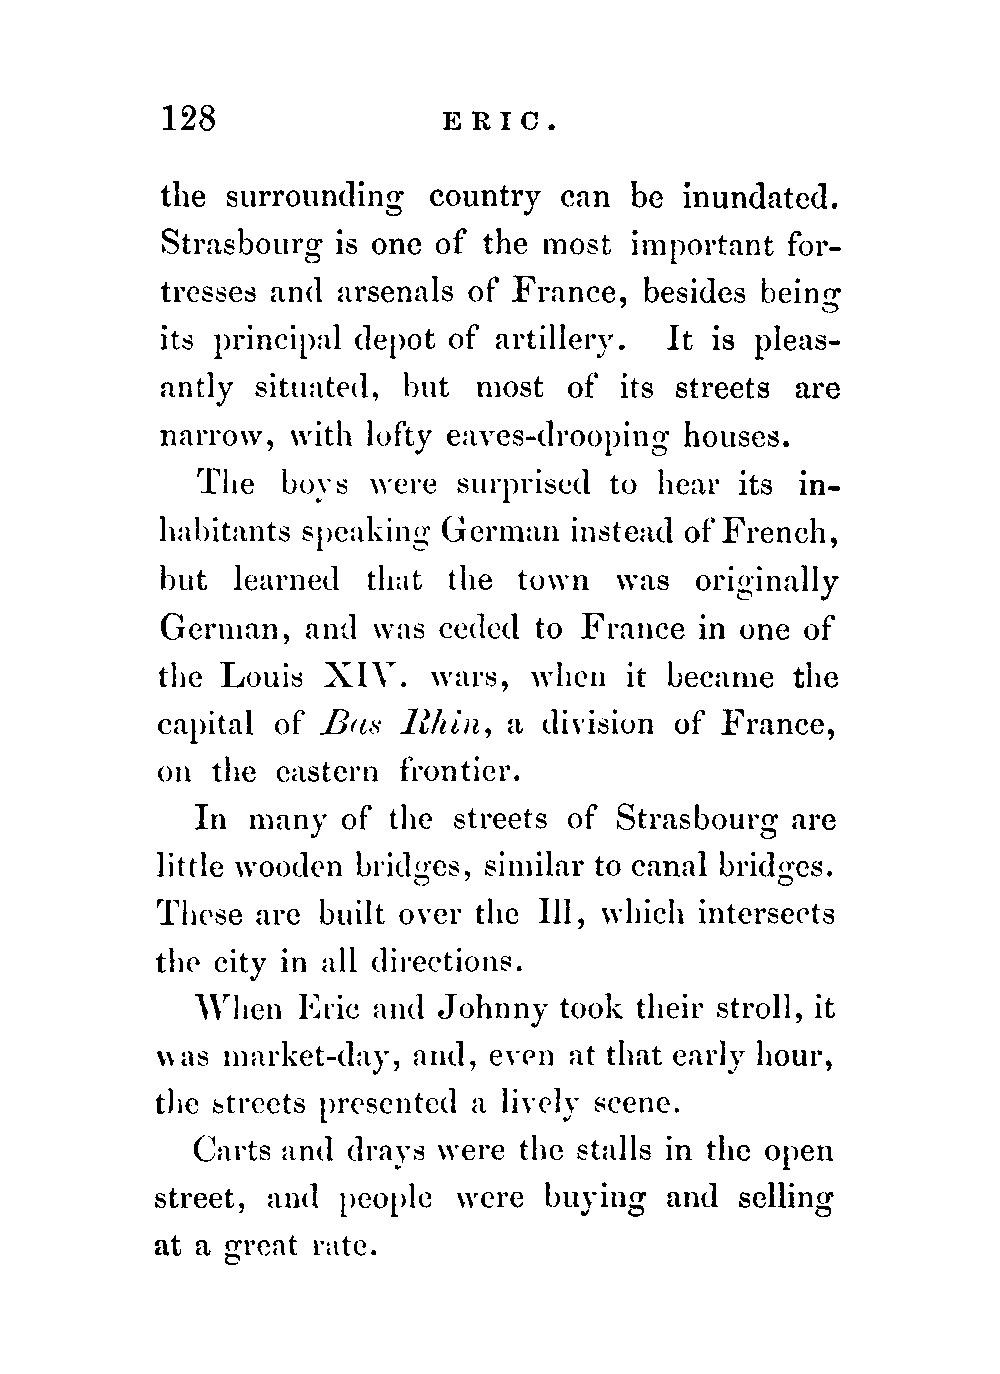 128 ERIC.
the surrounding country can be inundated.
Strasbourg is one of the most important for-
tresses and arsenals of France, besides being
its principal depot of artillery. It is pleas-
antly situated, but most of its streets are
narrow, with lofty eaves-drooping houses.
The boys were surprised to hear its in-
habitants speaking German instead of French,
but learned that the town was originally
German, and was ceded to France in one of
the Louis XIV. wars, when it became the
capital of Bas Rhin, a division of France,
on the eastern frontier.
In many of the streets of Strasbourg are
little wooden bridges, similar to canal bridges.
These are built over the Ill, which intersects
the city in all directions.
When Eric and Johnny took their stroll, it
was market-day, and, even at that early hour,
the streets presented a lively scene.
Carts and drays were the stalls in the open
street, and people were buying and selling
at a great rate.